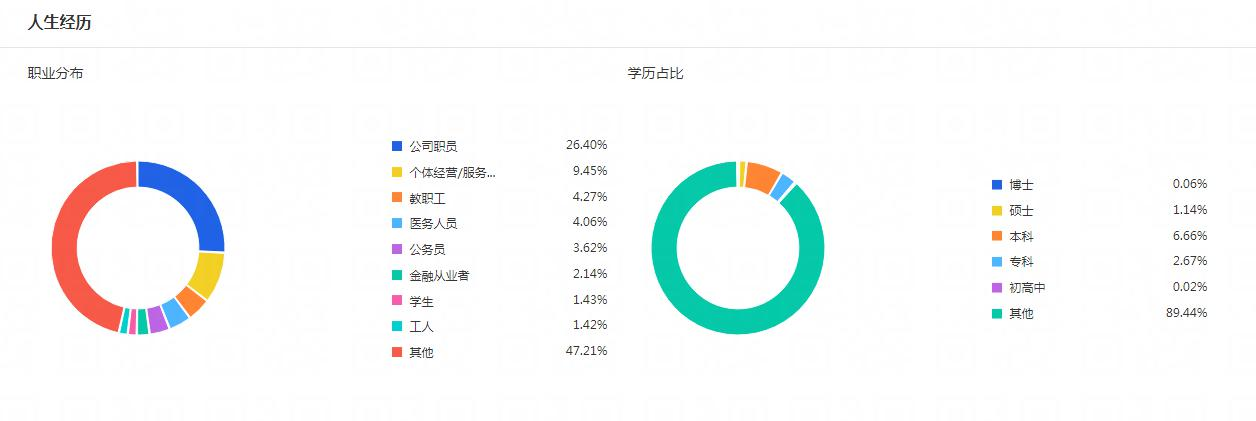 人生经历
职业分布
公司职员 26.40%
个体经营/服务... 9.45%
教职工 4.27%
医务人员 4.06%
公务员 3.62%
金融从业者 2.14%
学生 1.43%
工人 1.42%
其他 47.21%
学历占比
博士 0.06%
硕士 1.14%
本科 6.66%
专科 2.67%
初高中 0.02%
其他 89.44%